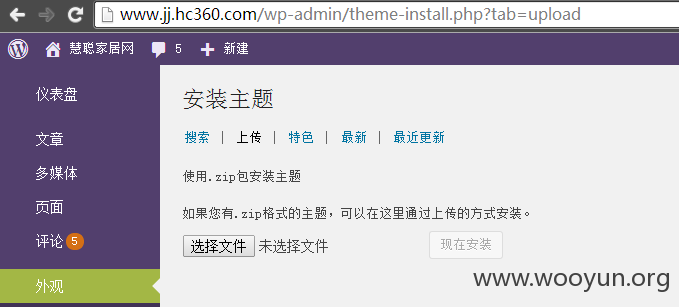 www.jj.hc360.com/wp-admin/theme-install.php?tab=upload
慧聪家居网 5 + 新建
仪表盘
安装主题
文章
搜索 | 上传 | 特色 | 最新 | 最近更新
多媒体
使用.zip包安装主题
页面
如果您有.zip格式的主题，可以在这里通过上传的方式安装。
评论 5
选择文件 未选择文件 现在安装
外观
www.wooyun.org